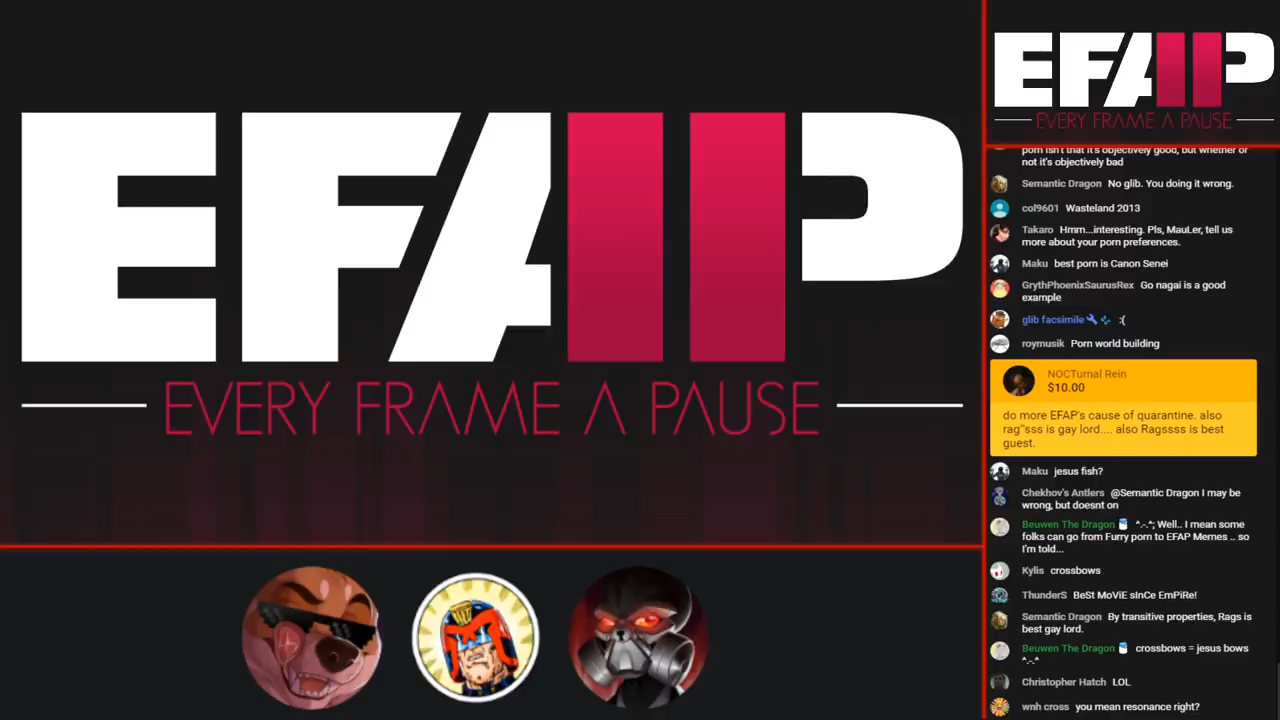 EFAP
EVERY FRAME A PAUSE
EFAP
EVERY FRAME A PAUSE
porn isn't that it's objectively good, but whether or
not it's objectively bad
Semantic Dragon No glib. You doing it wrong.
col9601 Wasteland 2013
Takaro Hmm...interesting. Pls, MauLer, tell us
more about your porn preferences.
Maku best porn is Canon Senei
GrythPhoenixSaurusRex Go nagai is a good
example
glib facsimile :(
roymusik Porn world building
NOCTurnal Rein
$10.00
do more EFAP's cause of quarantine. also
rag"sss is gay lord.... also Ragssss is best
guest.
Maku jesus fish?
Chekhov's Antlers @Semantic Dragon I may be
wrong, but doesnt on
Beuwen The Dragon ^.-.^; Well.. I mean some
folks can go from Furry porn to EFAP Memes .. so
I'm told...
Kylis crossbows
ThunderS BeSt MoViE sInCe EmPiRe!
Semantic Dragon By transitive properties, Rags is
best gay lord.
Beuwen The Dragon crossbows = jesus bows
^.-.^
Christopher Hatch LOL
wnh cross you mean resonance right?